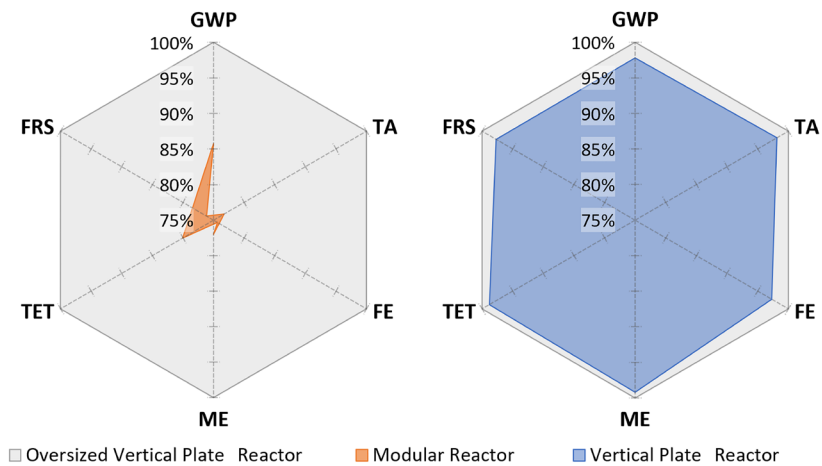 GWP
100%
95%
90%
85%
80%
75%
FRS
TA
TET
FE
ME
GWP
100%
95%
90%
85%
80%
75%
FRS
TA
TET
FE
ME
Oversized Vertical Plate Reactor
Modular Reactor
Vertical Plate Reactor